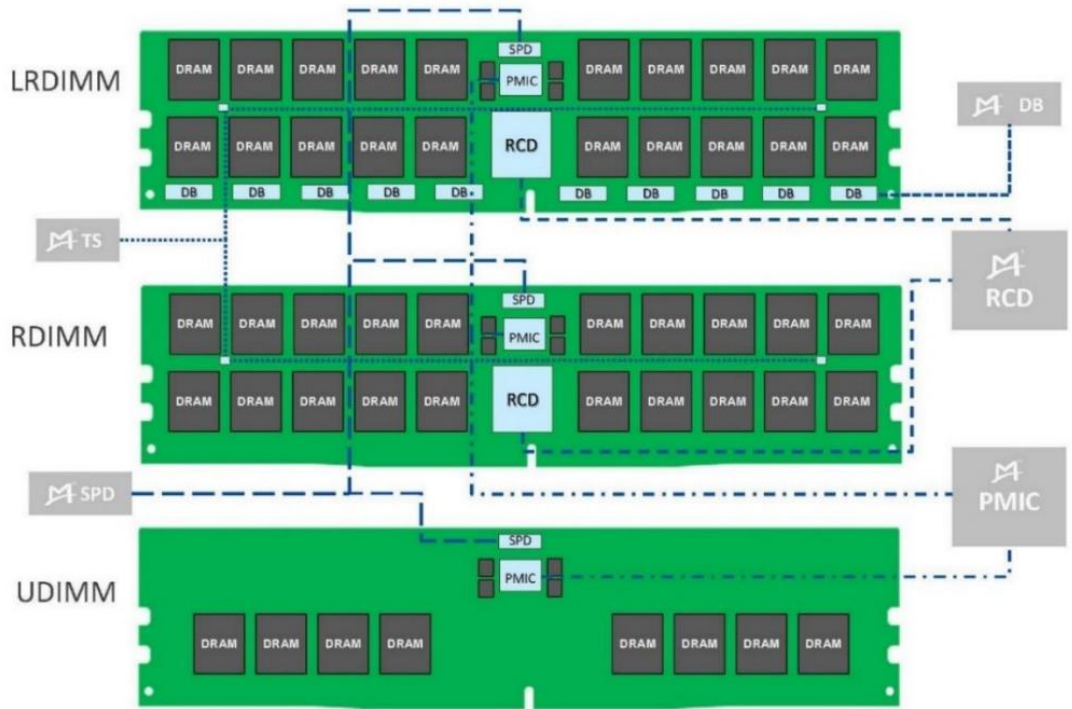 SPD
LRDIMM
DRAM DRAM DRAM DRAM DRAM PMIC DRAM DRAM DRAM DRAM DRAM
DB
DRAM DRAM DRAM DRAM DRAM RCD DRAM DRAM DRAM DRAM DRAM
DB DB DB DB DB DB DB DB DB DB
TS
RCD
SPD
RDIMM
DRAM DRAM DRAM DRAM DRAM PMIC DRAM DRAM DRAM DRAM DRAM
DRAM DRAM DRAM DRAM DRAM RCD DRAM DRAM DRAM DRAM DRAM
SPD
PMIC
SPD
UDIMM
PMIC
DRAM DRAM DRAM DRAM DRAM DRAM DRAM DRAM